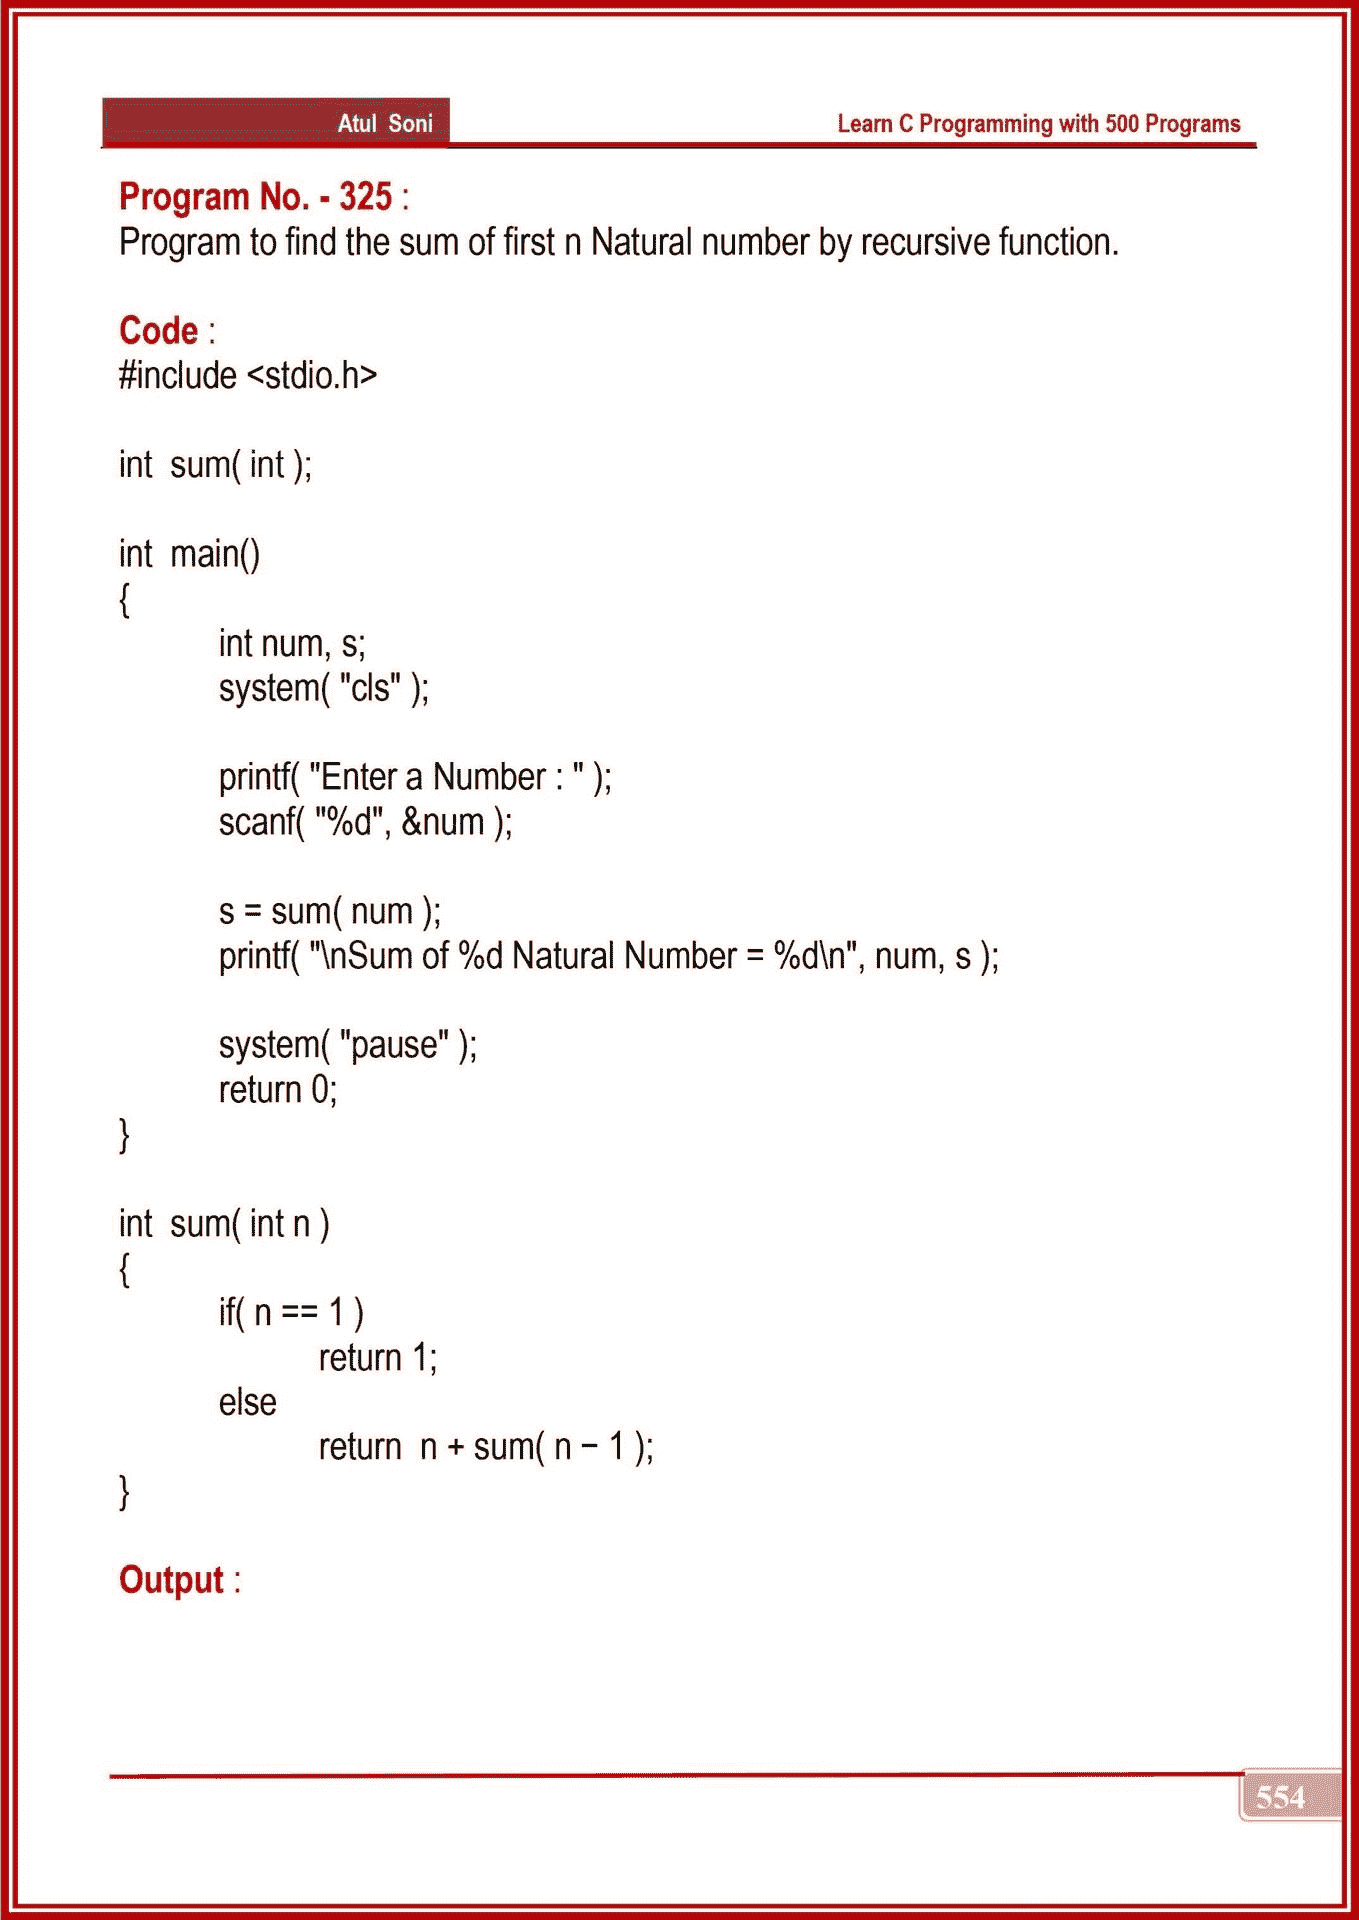 Atul Soni
Learn C Programming with 500 Programs
Program No. - 325 :
Program to find the sum of first n Natural number by recursive function.
Code :
#include <stdio.h>
int sum( int );
int main()
{
int num, s;
system( "cls" );
printf( "Enter a Number : " );
scanf( "%d", &num );
s = sum( num );
printf( "\nSum of %d Natural Number = %d\n", num, s );
system( "pause" );
return 0;
}
int sum( int n )
{
if( n == 1 )
return 1;
else
return n + sum( n − 1 );
}
Output :
554